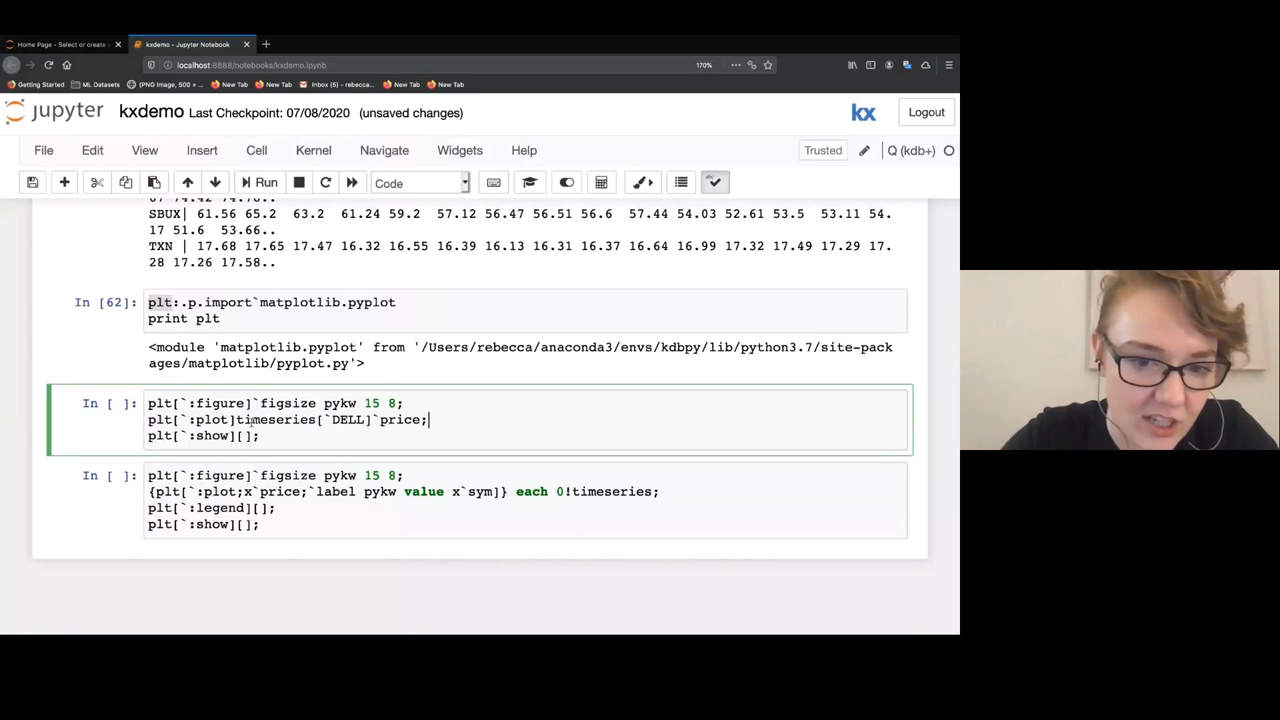 Home Page - Select or create a
kxdemo - Jupyter Notebook
localhost:8888/notebooks/kxdemo.ipynb
170%
Getting Started ML Datasets (PNG Image, 500 × ... New Tab New Tab Inbox (5) - rebecca... New Tab New Tab
jupyter kxdemo Last Checkpoint: 07/08/2020 (unsaved changes) kx Logout
File Edit View Insert Cell Kernel Navigate Widgets Help Trusted Q (kdb+)
Run Code
SBUX| 61.56 65.2 63.2 61.24 59.2 57.12 56.47 56.51 56.6 57.44 54.03 52.61 53.5 53.11 54.
17 51.6 53.66..
TXN | 17.68 17.65 17.47 16.32 16.55 16.39 16.13 16.31 16.37 16.64 16.99 17.32 17.49 17.29 17.
28 17.26 17.58..
In [62]: plt:.p.import`matplotlib.pyplot
print plt
<module 'matplotlib.pyplot' from '/Users/rebecca/anaconda3/envs/kdbpy/lib/python3.7/site-pack
ages/matplotlib/pyplot.py'>
In [ ]: plt[`:figure]`figsize pykw 15 8;
plt[`:plot]timeseries[`DELL]`price;
plt[`:show][];
In [ ]: plt[`:figure]`figsize pykw 15 8;
{plt[`:plot;x`price;`label pykw value x`sym]} each 0!timeseries;
plt[`:legend][];
plt[`:show][];